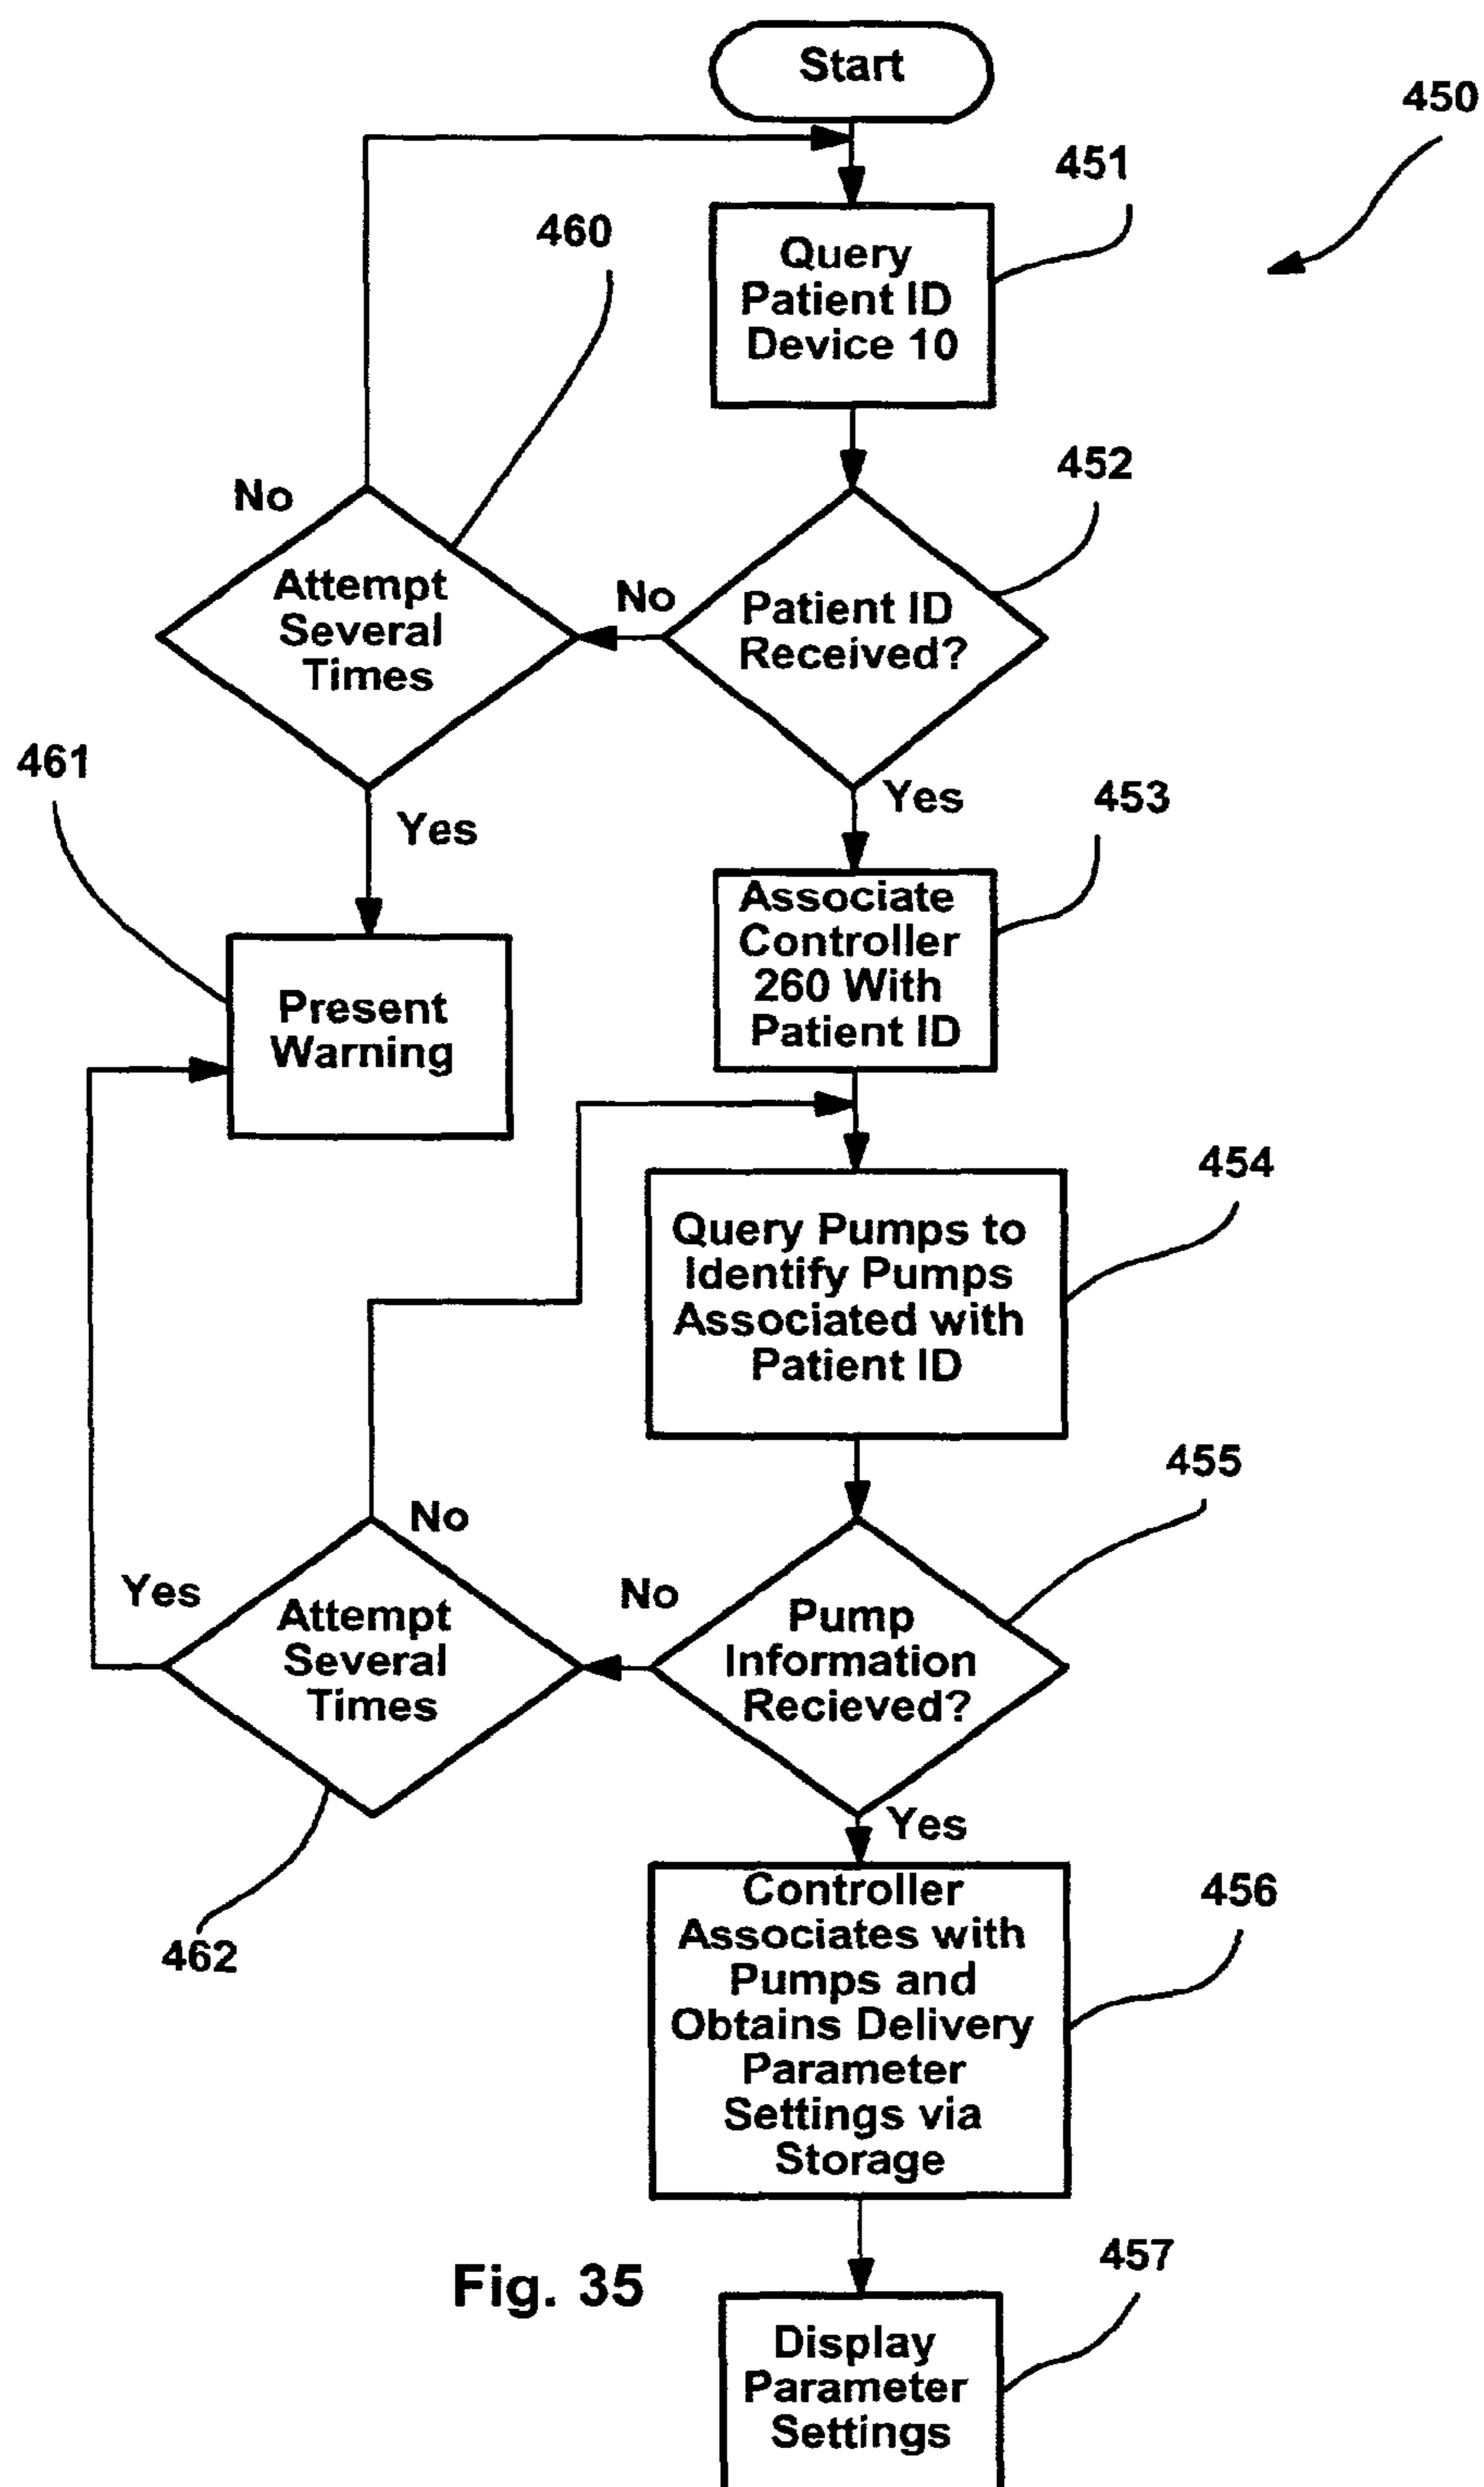 Start
450
451
Query
Patient ID
Device 10
460
452
No
Attempt
Several
Times
No
Patient ID
Received?
461
Yes
Yes
453
Present
Warning
Associate
Controller
260 With
Patient ID
454
Query Pumps to
Identify Pumps
Associated with
Patient ID
455
No
Yes
Attempt
Several
Times
No
Pump
Information
Recieved?
462
Yes
456
Controller
Associates with
Pumps and
Obtains Delivery
Parameter
Settings via
Storage
457
Fig. 35
Display
Parameter
Settings